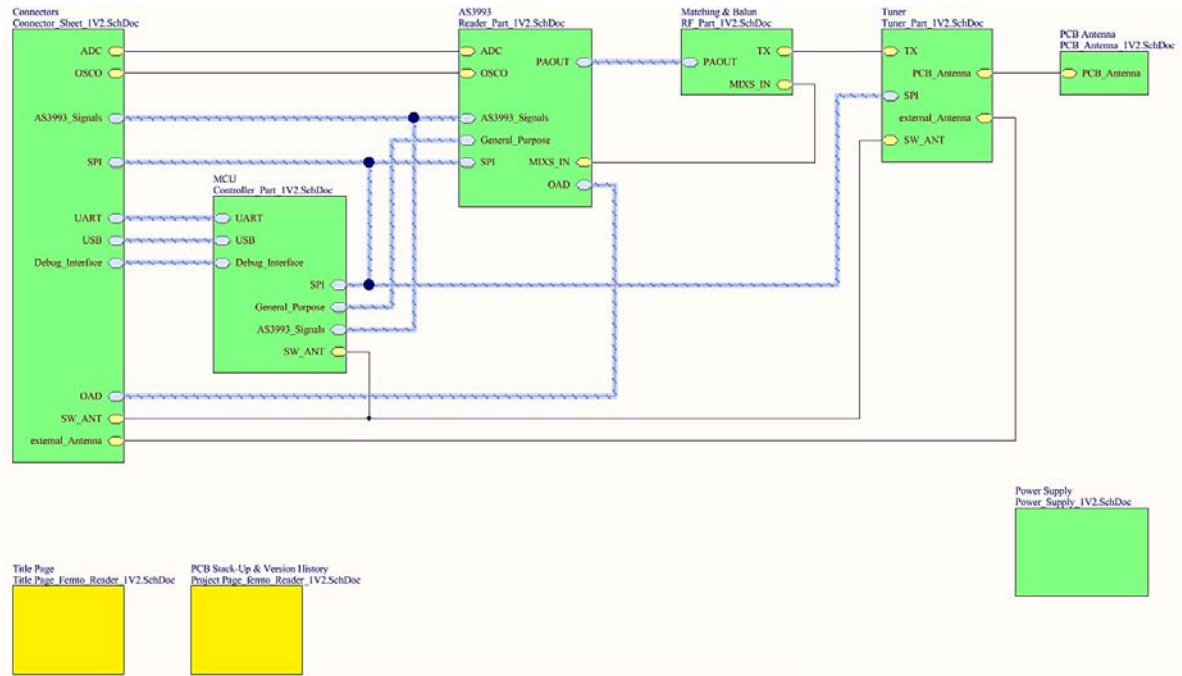 Connectors
Connector_Sheet_1V2.SchDoc
ADC
OSCO
AS3993_Signals
SPI
UART
USB
Debug_Interface
OAD
SW_ANT
external_Antenna
MCU
Controller_Part_1V2.SchDoc
UART
USB
Debug_Interface
SPI
General_Purpose
AS3993_Signals
SW_ANT
AS3993
Reader_Part_1V2.SchDoc
ADC
OSCO
PAOUT
AS3993_Signals
General_Purpose
SPI
MIXS_IN
OAD
Matching & Balun
RF_Part_1V2.SchDoc
TX
PAOUT
MIXS_IN
Tuner
Tuner_Part_1V2.SchDoc
TX
PCB_Antenna
SPI
external_Antenna
SW_ANT
PCB Antenna
PCB_Antenna_1V2.SchDoc
PCB_Antenna
Power Supply
Power_Supply_1V2.SchDoc
Title Page
Title Page_Femto_Reader_1V2.SchDoc
PCB Stack-Up & Version History
Project Page_femto_Reader_1V2.SchDoc